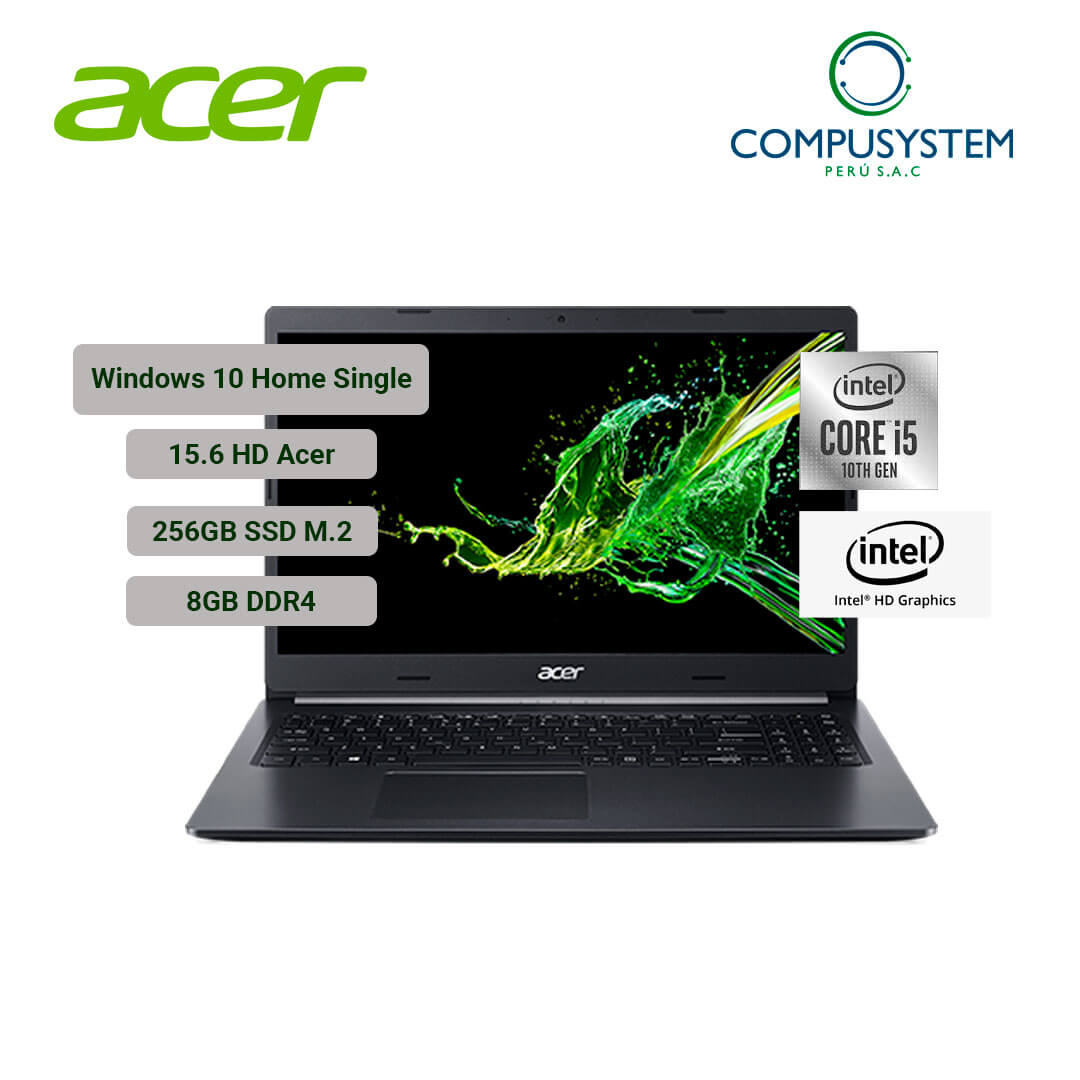 acer
COMPUSYSTEM
PERÚ S.A.C
Windows 10 Home Single
15.6 HD Acer
256GB SSD M.2
8GB DDR4
intel®
CORE™ i5
10TH GEN
intel®
Intel® HD Graphics
acer